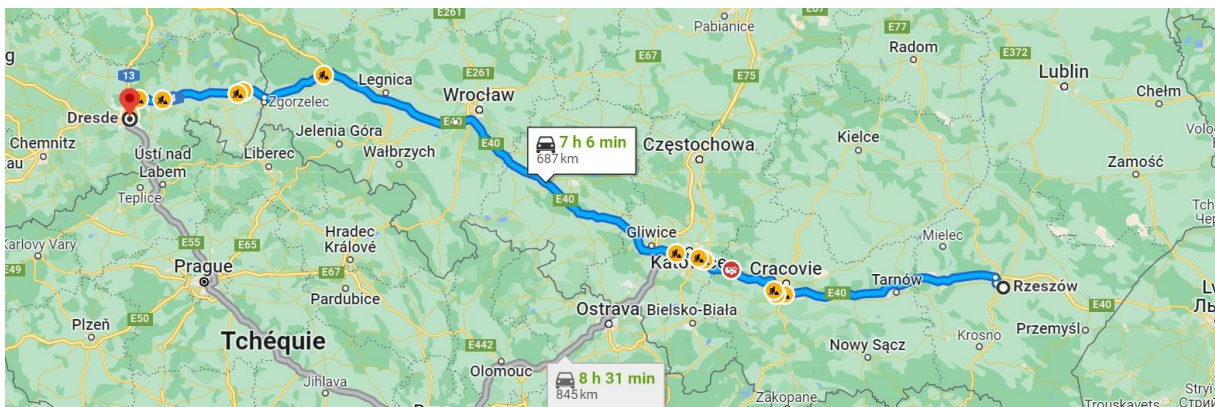 E261
E67
E77
Pabianice
Radom
E372
Lublin
Chełm
13
Legnica
E261
E75
Wrocław
Zgorzelec
Dresde
Chemnitz
Jelenia Góra
E40
7 h 6 min
687 km
Kielce
Ústí nad
Labem
Liberec
Wałbrzych
E40
Częstochowa
Zamość
Teplice
E40
Karlovy Vary
E55
E65
Hradec
Králové
Gliwice
Mielec
E49
Prague
E67
Cracovie
Tarnów
Rzeszów
Pardubice
E40
E40
Ostrava
Bielsko-Biała
Krosno
Przemyśl
Plzeň
E50
Tchéquie
E442
Nowy Sącz
Olomouc
8 h 31 min
845 km
Jihlava
Zakopane
Trouskavets